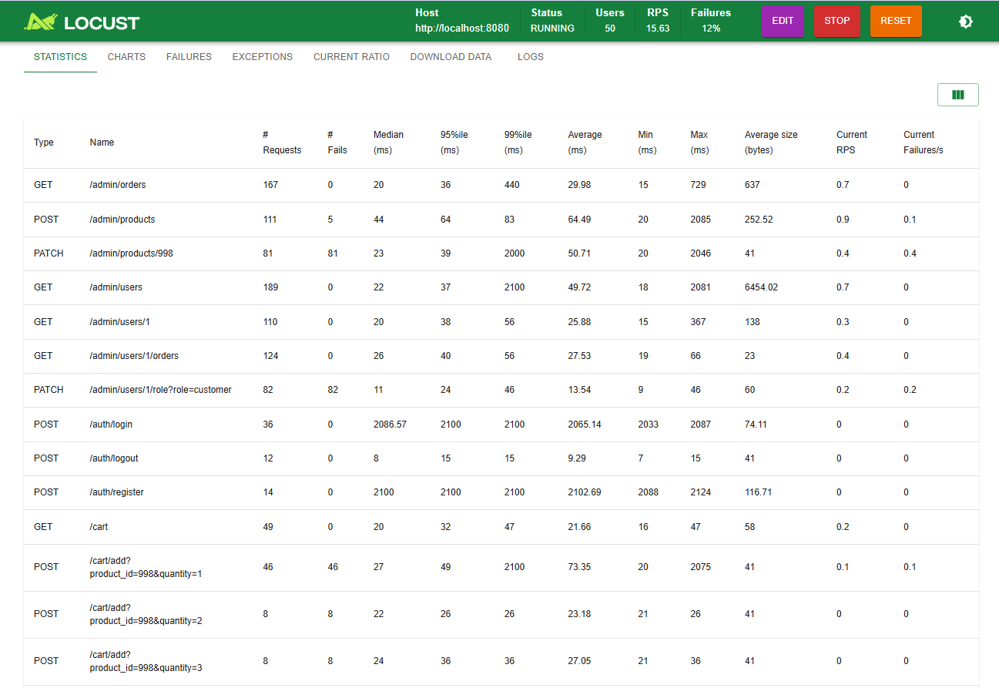 LOCUST
Host Status Users RPS Failures
http://localhost:8080 RUNNING 50 15.63 12%
EDIT STOP RESET
STATISTICS CHARTS FAILURES EXCEPTIONS CURRENT RATIO DOWNLOAD DATA LOGS
Type Name # Requests # Fails Median (ms) 95%ile (ms) 99%ile (ms) Average (ms) Min (ms) Max (ms) Average size (bytes) Current RPS Current Failures/s
GET /admin/orders 167 0 20 36 440 29.98 15 729 637 0.7 0
POST /admin/products 111 5 44 64 83 64.49 20 2085 252.52 0.9 0.1
PATCH /admin/products/998 81 81 23 39 2000 50.71 20 2046 41 0.4 0.4
GET /admin/users 189 0 22 37 2100 49.72 18 2081 6454.02 0.7 0
GET /admin/users/1 110 0 20 38 56 25.88 15 367 138 0.3 0
GET /admin/users/1/orders 124 0 26 40 56 27.53 19 66 23 0.4 0
PATCH /admin/users/1/role?role=customer 82 82 11 24 46 13.54 9 46 60 0.2 0.2
POST /auth/login 36 0 2086.57 2100 2100 2065.14 2033 2087 74.11 0 0
POST /auth/logout 12 0 8 15 15 9.29 7 15 41 0 0
POST /auth/register 14 0 2100 2100 2100 2102.69 2088 2124 116.71 0 0
GET /cart 49 0 20 32 47 21.66 16 47 58 0.2 0
POST /cart/add?
product_id=998&quantity=1 46 46 27 49 2100 73.35 20 2075 41 0.1 0.1
POST /cart/add?
product_id=998&quantity=2 8 8 22 26 26 23.18 21 26 41 0 0
POST /cart/add?
product_id=998&quantity=3 8 8 24 36 36 27.05 21 36 41 0 0